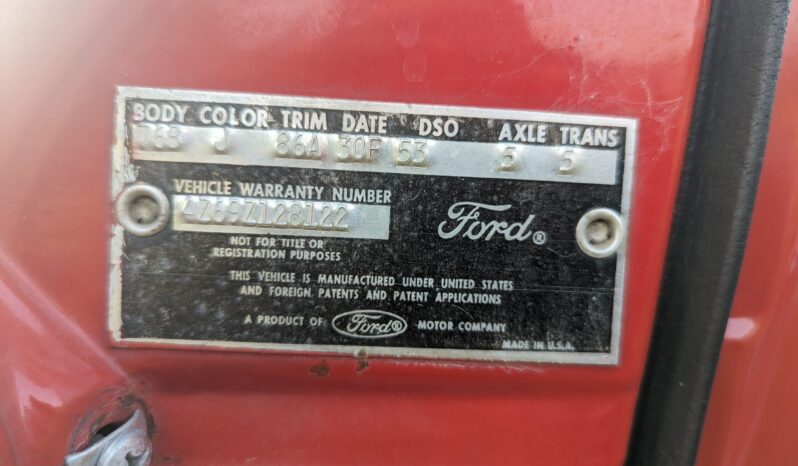 BODY COLOR TRIM DATE DSO AXLE TRANS
76B J 86A 30F 53 5 5
VEHICLE WARRANTY NUMBER
4Z69Z128122
NOT FOR TITLE OR
REGISTRATION PURPOSES
Ford®
THIS VEHICLE IS MANUFACTURED UNDER UNITED STATES
AND FOREIGN PATENTS AND PATENT APPLICATIONS
A PRODUCT OF Ford® MOTOR COMPANY
MADE IN U.S.A.